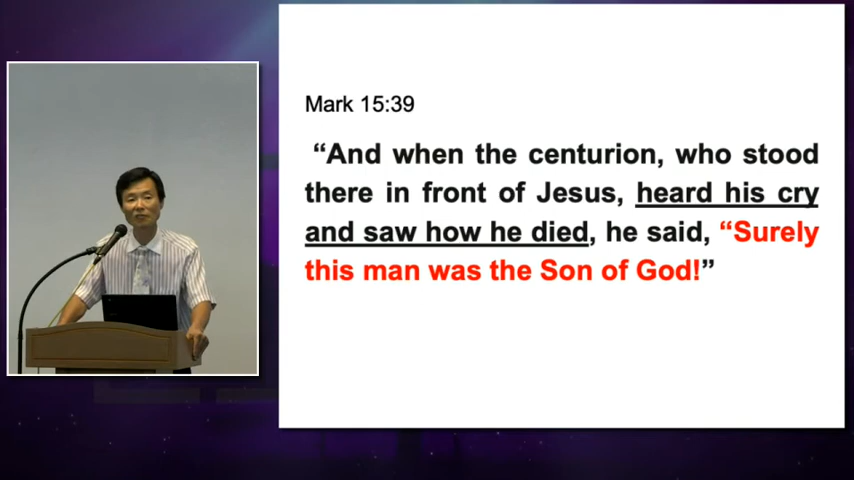 Mark 15:39
“And when the centurion, who stood
there in front of Jesus, heard his cry
and saw how he died, he said, “Surely
this man was the Son of God!”